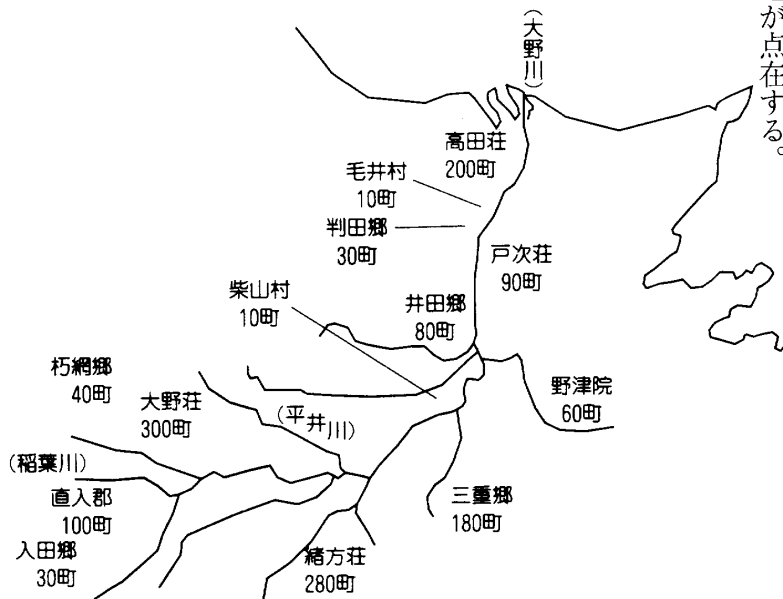 が点在する。
（大野川）
高田荘
200町
毛井村
10町
判田郷
30町
戸次荘
90町
柴山村
10町
井田郷
80町
朽網郷
40町
大野荘
300町
（平井川）
野津院
60町
（稲葉川）
直入郡
100町
三重郷
180町
入田郷
30町
緒方荘
280町